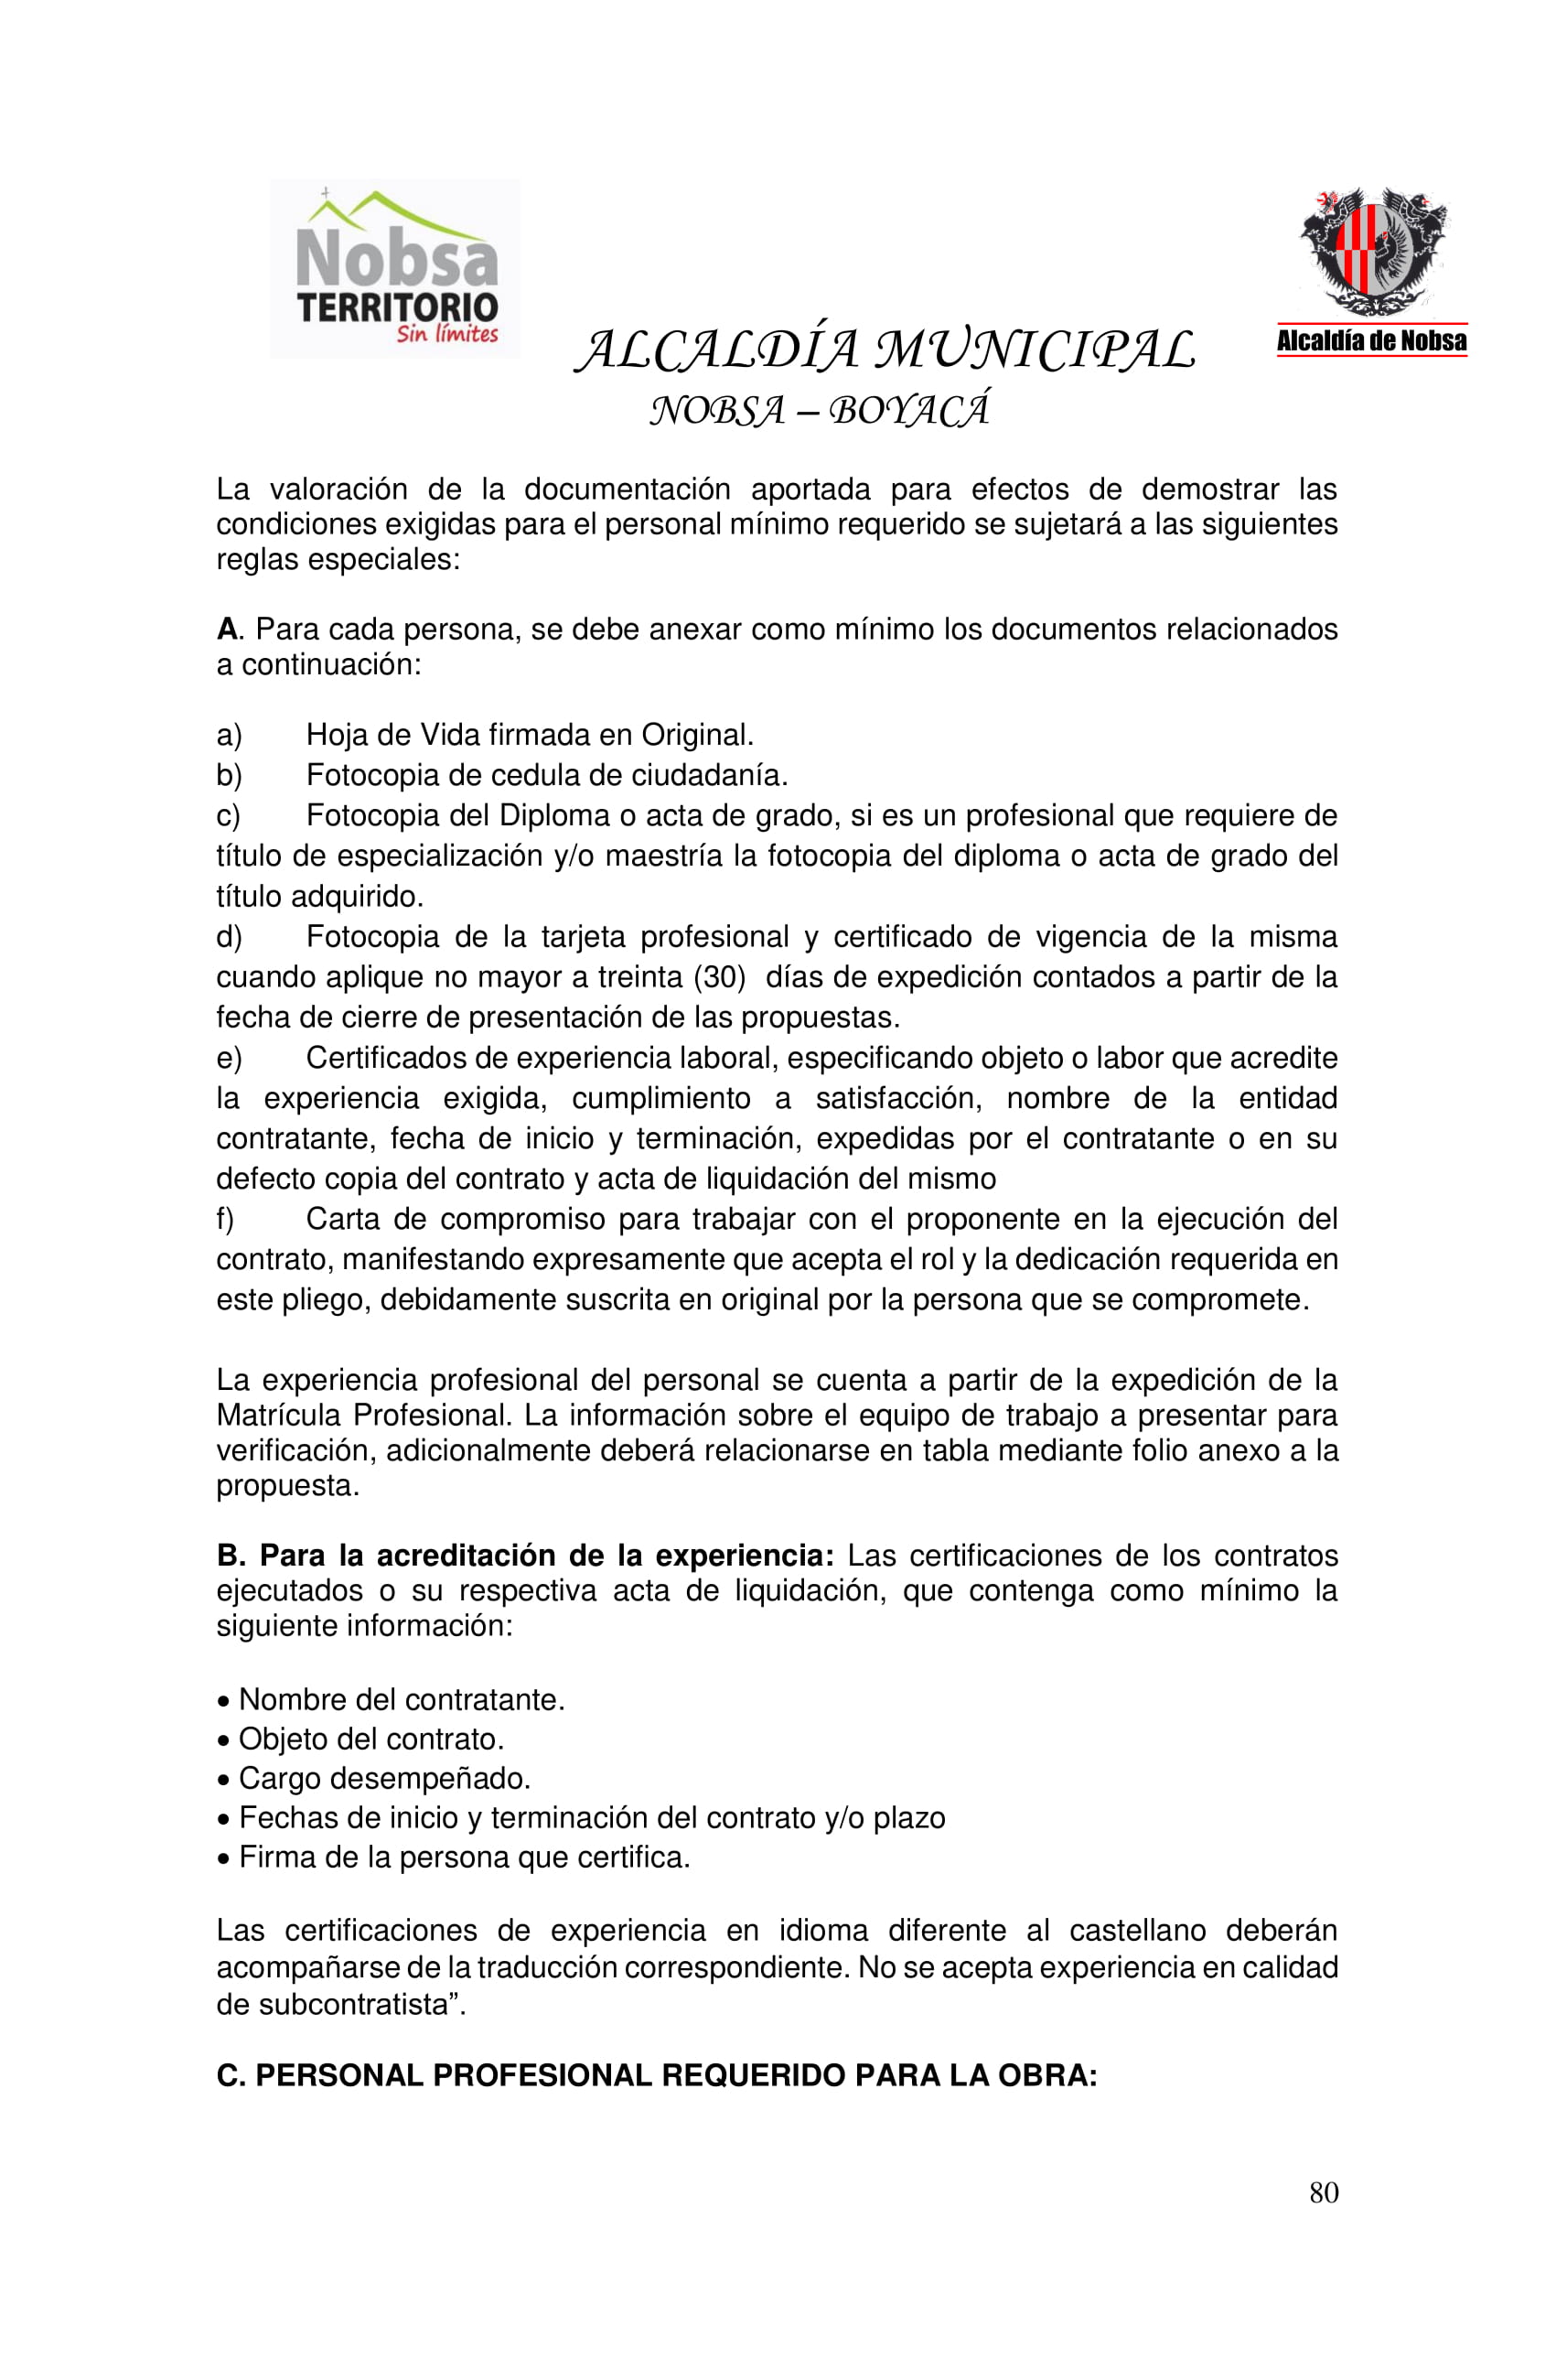 Nobsa
TERRITORIO
Sin límites
Alcaldía de Nobsa
ALCALDÍA MUNICIPAL
NOBSA – BOYACÁ
La valoración de la documentación aportada para efectos de demostrar las
condiciones exigidas para el personal mínimo requerido se sujetará a las siguientes
reglas especiales:
A. Para cada persona, se debe anexar como mínimo los documentos relacionados
a continuación:
a) Hoja de Vida firmada en Original.
b) Fotocopia de cedula de ciudadanía.
c) Fotocopia del Diploma o acta de grado, si es un profesional que requiere de
título de especialización y/o maestría la fotocopia del diploma o acta de grado del
título adquirido.
d) Fotocopia de la tarjeta profesional y certificado de vigencia de la misma
cuando aplique no mayor a treinta (30) días de expedición contados a partir de la
fecha de cierre de presentación de las propuestas.
e) Certificados de experiencia laboral, especificando objeto o labor que acredite
la experiencia exigida, cumplimiento a satisfacción, nombre de la entidad
contratante, fecha de inicio y terminación, expedidas por el contratante o en su
defecto copia del contrato y acta de liquidación del mismo
f) Carta de compromiso para trabajar con el proponente en la ejecución del
contrato, manifestando expresamente que acepta el rol y la dedicación requerida en
este pliego, debidamente suscrita en original por la persona que se compromete.
La experiencia profesional del personal se cuenta a partir de la expedición de la
Matrícula Profesional. La información sobre el equipo de trabajo a presentar para
verificación, adicionalmente deberá relacionarse en tabla mediante folio anexo a la
propuesta.
B. Para la acreditación de la experiencia: Las certificaciones de los contratos
ejecutados o su respectiva acta de liquidación, que contenga como mínimo la
siguiente información:
• Nombre del contratante.
• Objeto del contrato.
• Cargo desempeñado.
• Fechas de inicio y terminación del contrato y/o plazo
• Firma de la persona que certifica.
Las certificaciones de experiencia en idioma diferente al castellano deberán
acompañarse de la traducción correspondiente. No se acepta experiencia en calidad
de subcontratista”.
C. PERSONAL PROFESIONAL REQUERIDO PARA LA OBRA:
80